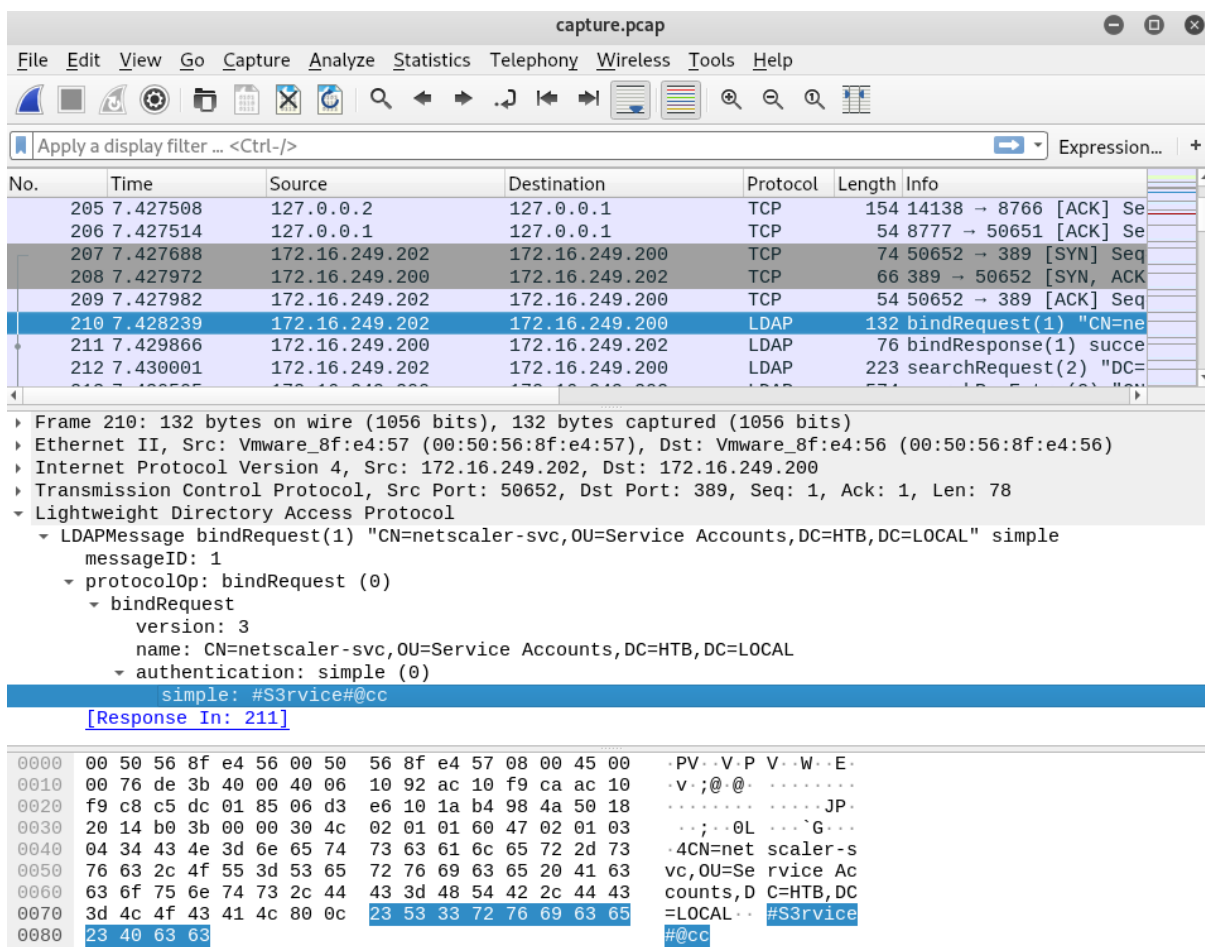 capture.pcap
File Edit View Go Capture Analyze Statistics Telephony Wireless Tools Help
Apply a display filter ... <Ctrl-/> Expression... +
No. Time Source Destination Protocol Length Info
205 7.427508 127.0.0.2 127.0.0.1 TCP 154 14138 → 8766 [ACK] Se
206 7.427514 127.0.0.1 127.0.0.1 TCP 54 8777 → 50651 [ACK] Se
207 7.427688 172.16.249.202 172.16.249.200 TCP 74 50652 → 389 [SYN] Seq
208 7.427972 172.16.249.200 172.16.249.202 TCP 66 389 → 50652 [SYN, ACK
209 7.427982 172.16.249.202 172.16.249.200 TCP 54 50652 → 389 [ACK] Seq
210 7.428239 172.16.249.202 172.16.249.200 LDAP 132 bindRequest(1) "CN=ne
211 7.429866 172.16.249.200 172.16.249.202 LDAP 76 bindResponse(1) succe
212 7.430001 172.16.249.202 172.16.249.200 LDAP 223 searchRequest(2) "DC=
Frame 210: 132 bytes on wire (1056 bits), 132 bytes captured (1056 bits)
Ethernet II, Src: Vmware_8f:e4:57 (00:50:56:8f:e4:57), Dst: Vmware_8f:e4:56 (00:50:56:8f:e4:56)
Internet Protocol Version 4, Src: 172.16.249.202, Dst: 172.16.249.200
Transmission Control Protocol, Src Port: 50652, Dst Port: 389, Seq: 1, Ack: 1, Len: 78
Lightweight Directory Access Protocol
LDAPMessage bindRequest(1) "CN=netscaler-svc,OU=Service Accounts,DC=HTB,DC=LOCAL" simple
messageID: 1
protocolOp: bindRequest (0)
bindRequest
version: 3
name: CN=netscaler-svc,OU=Service Accounts,DC=HTB,DC=LOCAL
authentication: simple (0)
simple: #S3rvice#@cc
[Response In: 211]
0000 00 50 56 8f e4 56 00 50 56 8f e4 57 08 00 45 00 ·PV··V·P V··W··E·
0010 00 76 de 3b 40 00 40 06 10 92 ac 10 f9 ca ac 10 ·v·;@·@· ········
0020 f9 c8 c5 dc 01 85 06 d3 e6 10 1a b4 98 4a 50 18 ········ ·····JP·
0030 20 14 b0 3b 00 00 30 4c 02 01 01 60 47 02 01 03 ··;··0L ···`G···
0040 04 34 43 4e 3d 6e 65 74 73 63 61 6c 65 72 2d 73 ·4CN=net scaler-s
0050 76 63 2c 4f 55 3d 53 65 72 76 69 63 65 20 41 63 vc,OU=Se rvice Ac
0060 63 6f 75 6e 74 73 2c 44 43 3d 48 54 42 2c 44 43 counts,D C=HTB,DC
0070 3d 4c 4f 43 41 4c 80 0c 23 53 33 72 76 69 63 65 =LOCAL·· #S3rvice
0080 23 40 63 63 #@cc